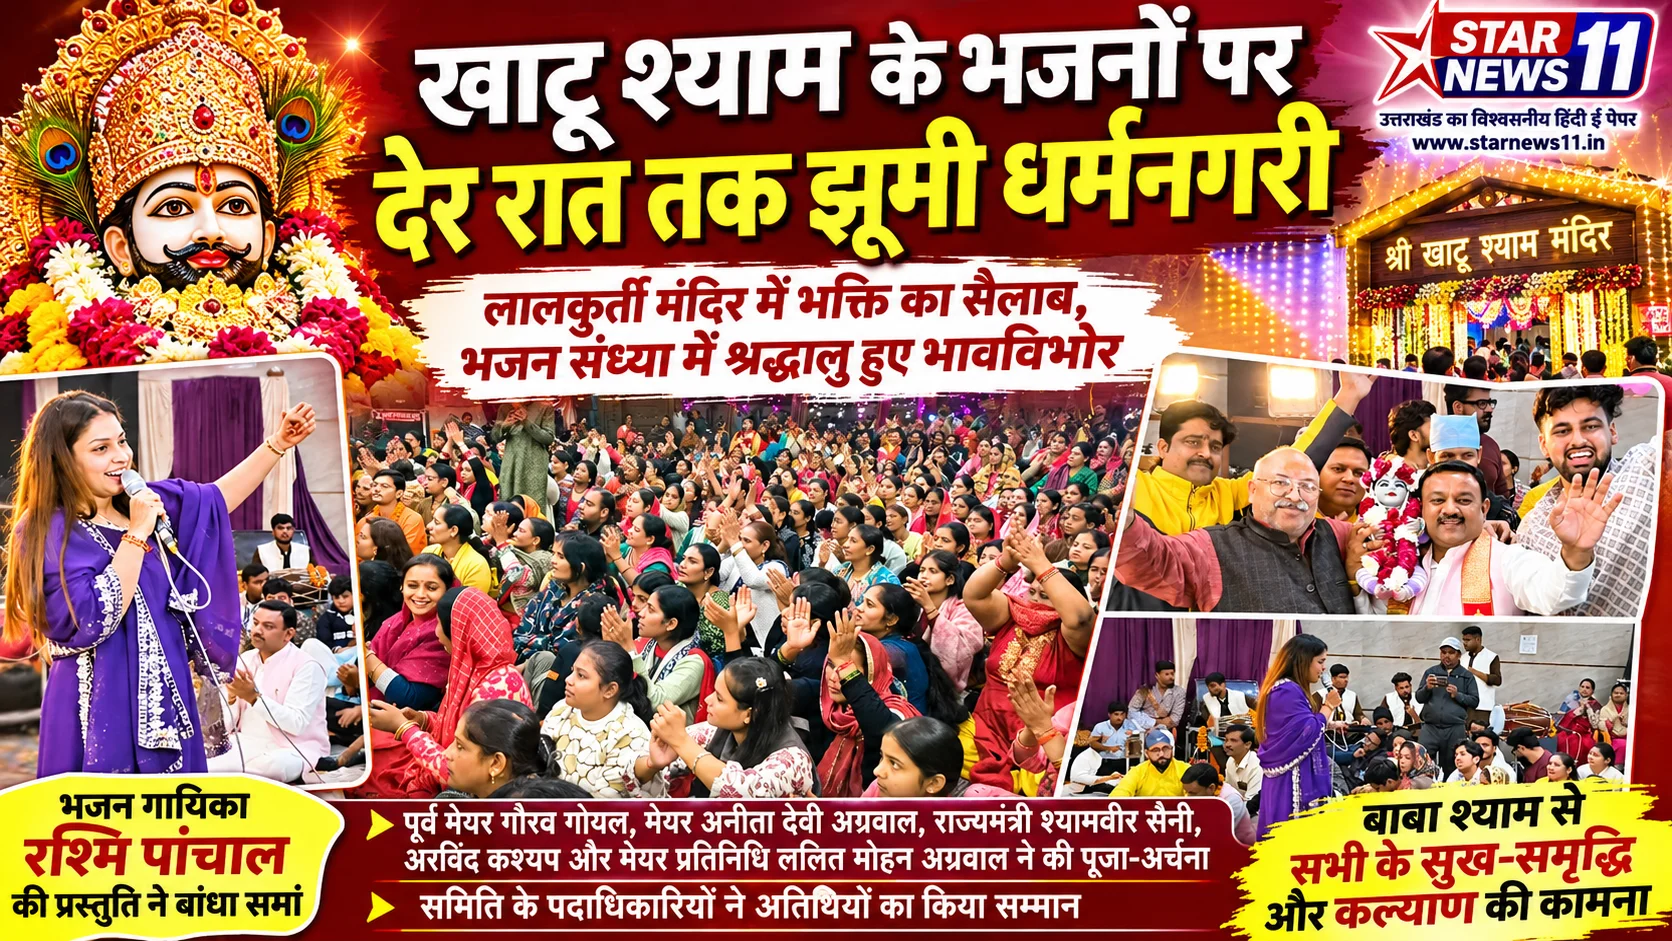 खाटू श्याम के भजनों पर
देर रात तक झूमी धर्मनगरी
STAR
NEWS 11
उत्तराखंड का विश्वसनीय हिंदी ई पेपर
www.starnews11.in
श्री खाटू श्याम मंदिर
लालकुर्ती मंदिर में भक्ति का सैलाब,
भजन संध्या में श्रद्धालु हुए भावविभोर
भजन गायिका
रश्मि पांचाल
की प्रस्तुति ने बांधा समां
पूर्व मेयर गौरव गोयल, मेयर अनीता देवी अग्रवाल, राज्यमंत्री श्यामवीर सैनी,
अरविंद कश्यप और मेयर प्रतिनिधि ललित मोहन अग्रवाल ने की पूजा-अर्चना
समिति के पदाधिकारियों ने अतिथियों का किया सम्मान
बाबा श्याम से
सभी के सुख-समृद्धि
और कल्याण की कामना